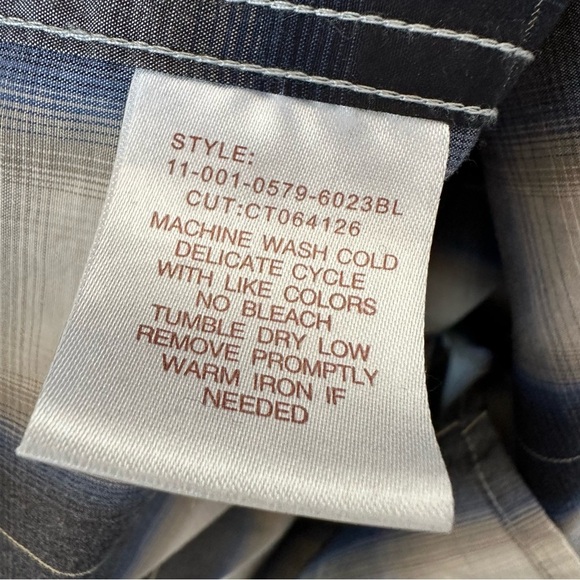 STYLE:
11-001-0579-6023BL
CUT:CT064126
MACHINE WASH COLD
DELICATE CYCLE
WITH LIKE COLORS
NO BLEACH
TUMBLE DRY LOW
REMOVE PROMPTLY
WARM IRON IF
NEEDED